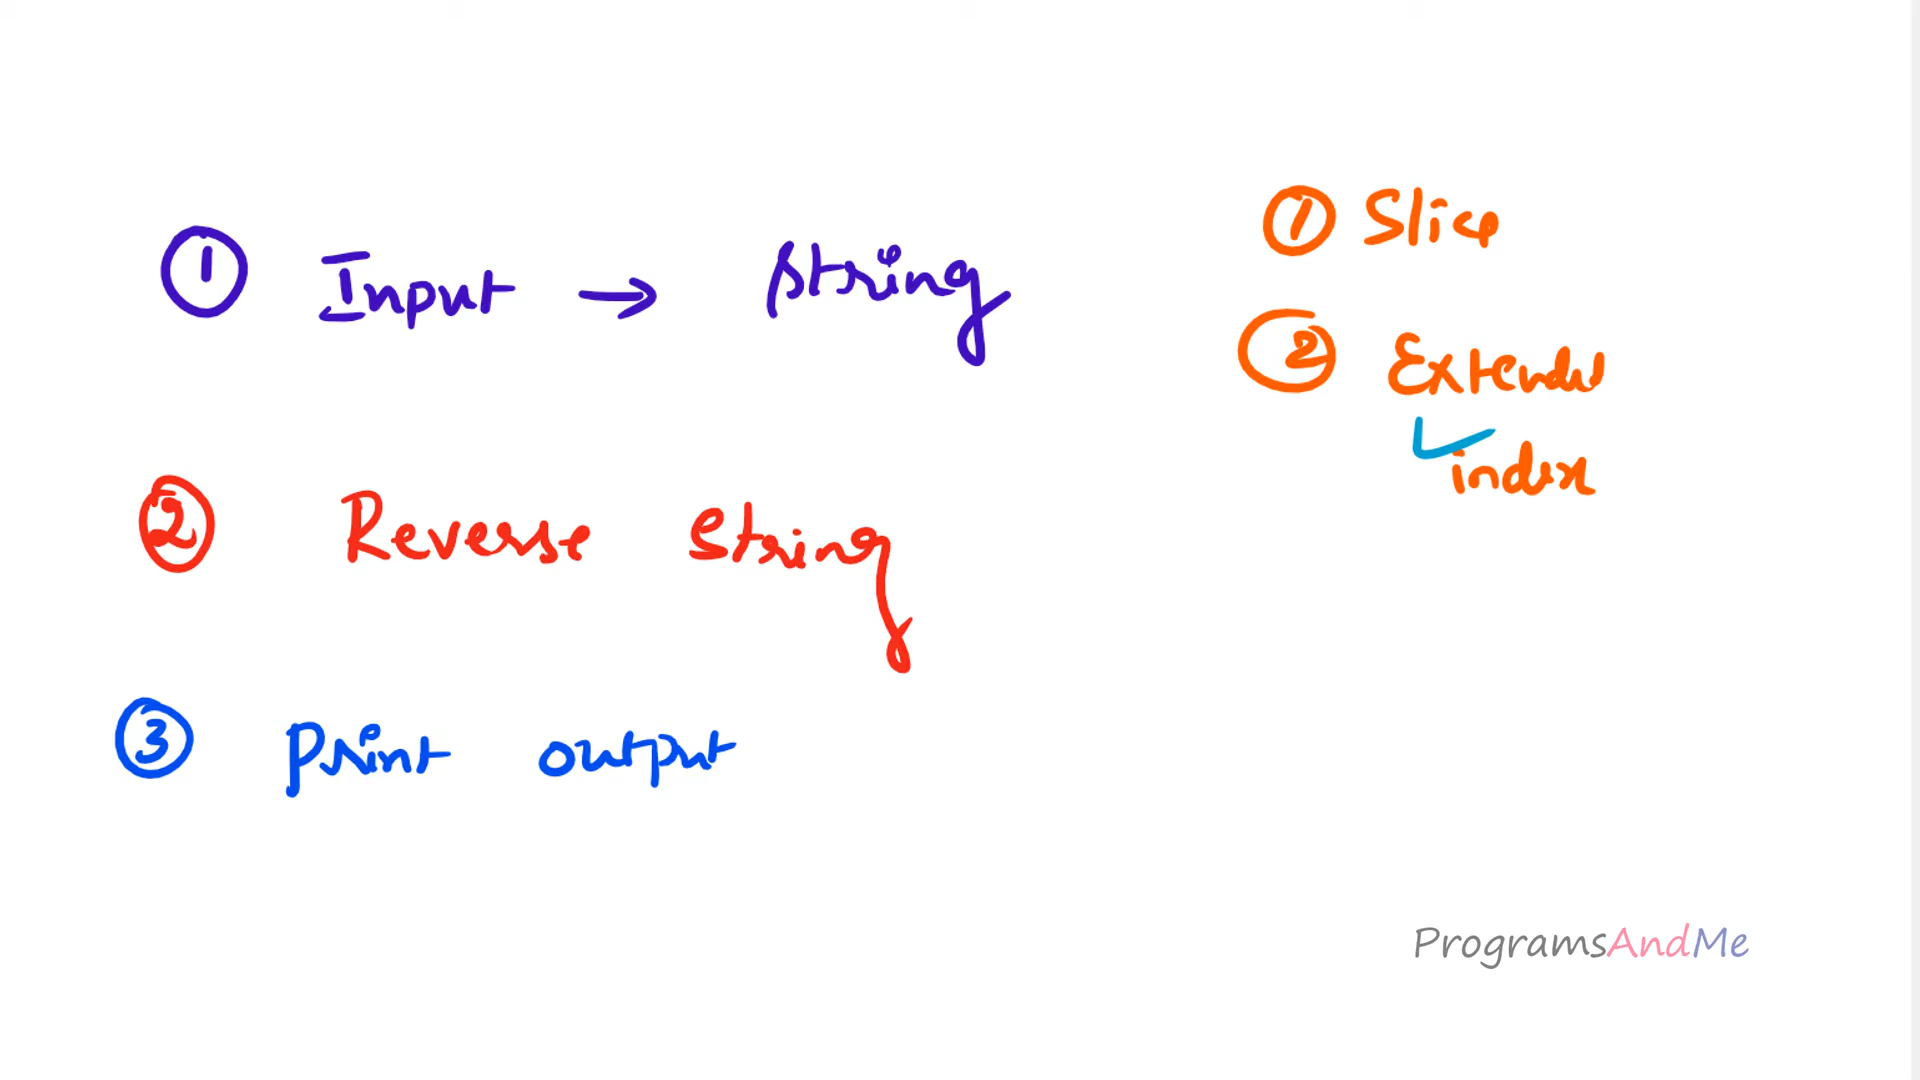 ① Input → string
② Reverse string
③ print output
① Slice
② Extended
index
ProgramsAndMe